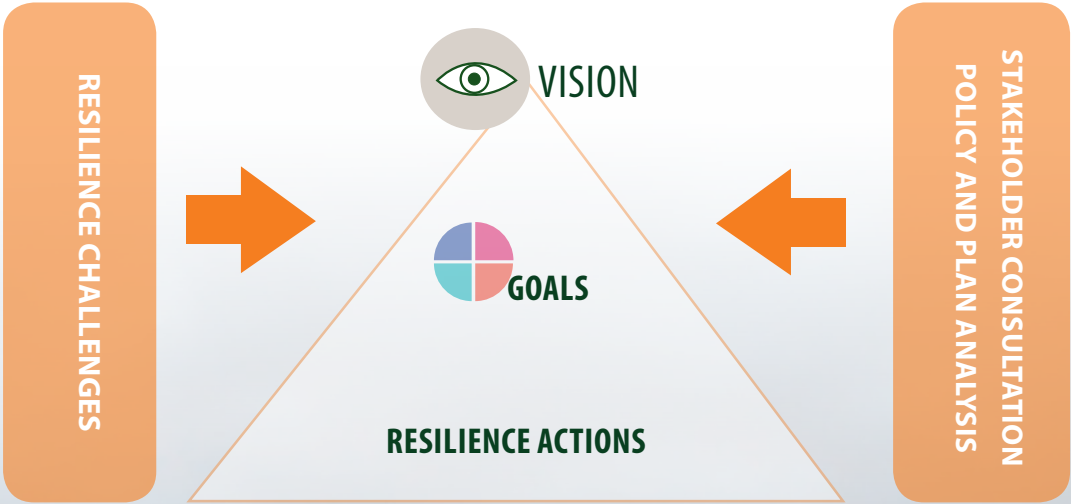 RESILIENCE CHALLENGES
VISION
GOALS
RESILIENCE ACTIONS
STAKEHOLDER CONSULTATION
POLICY AND PLAN ANALYSIS